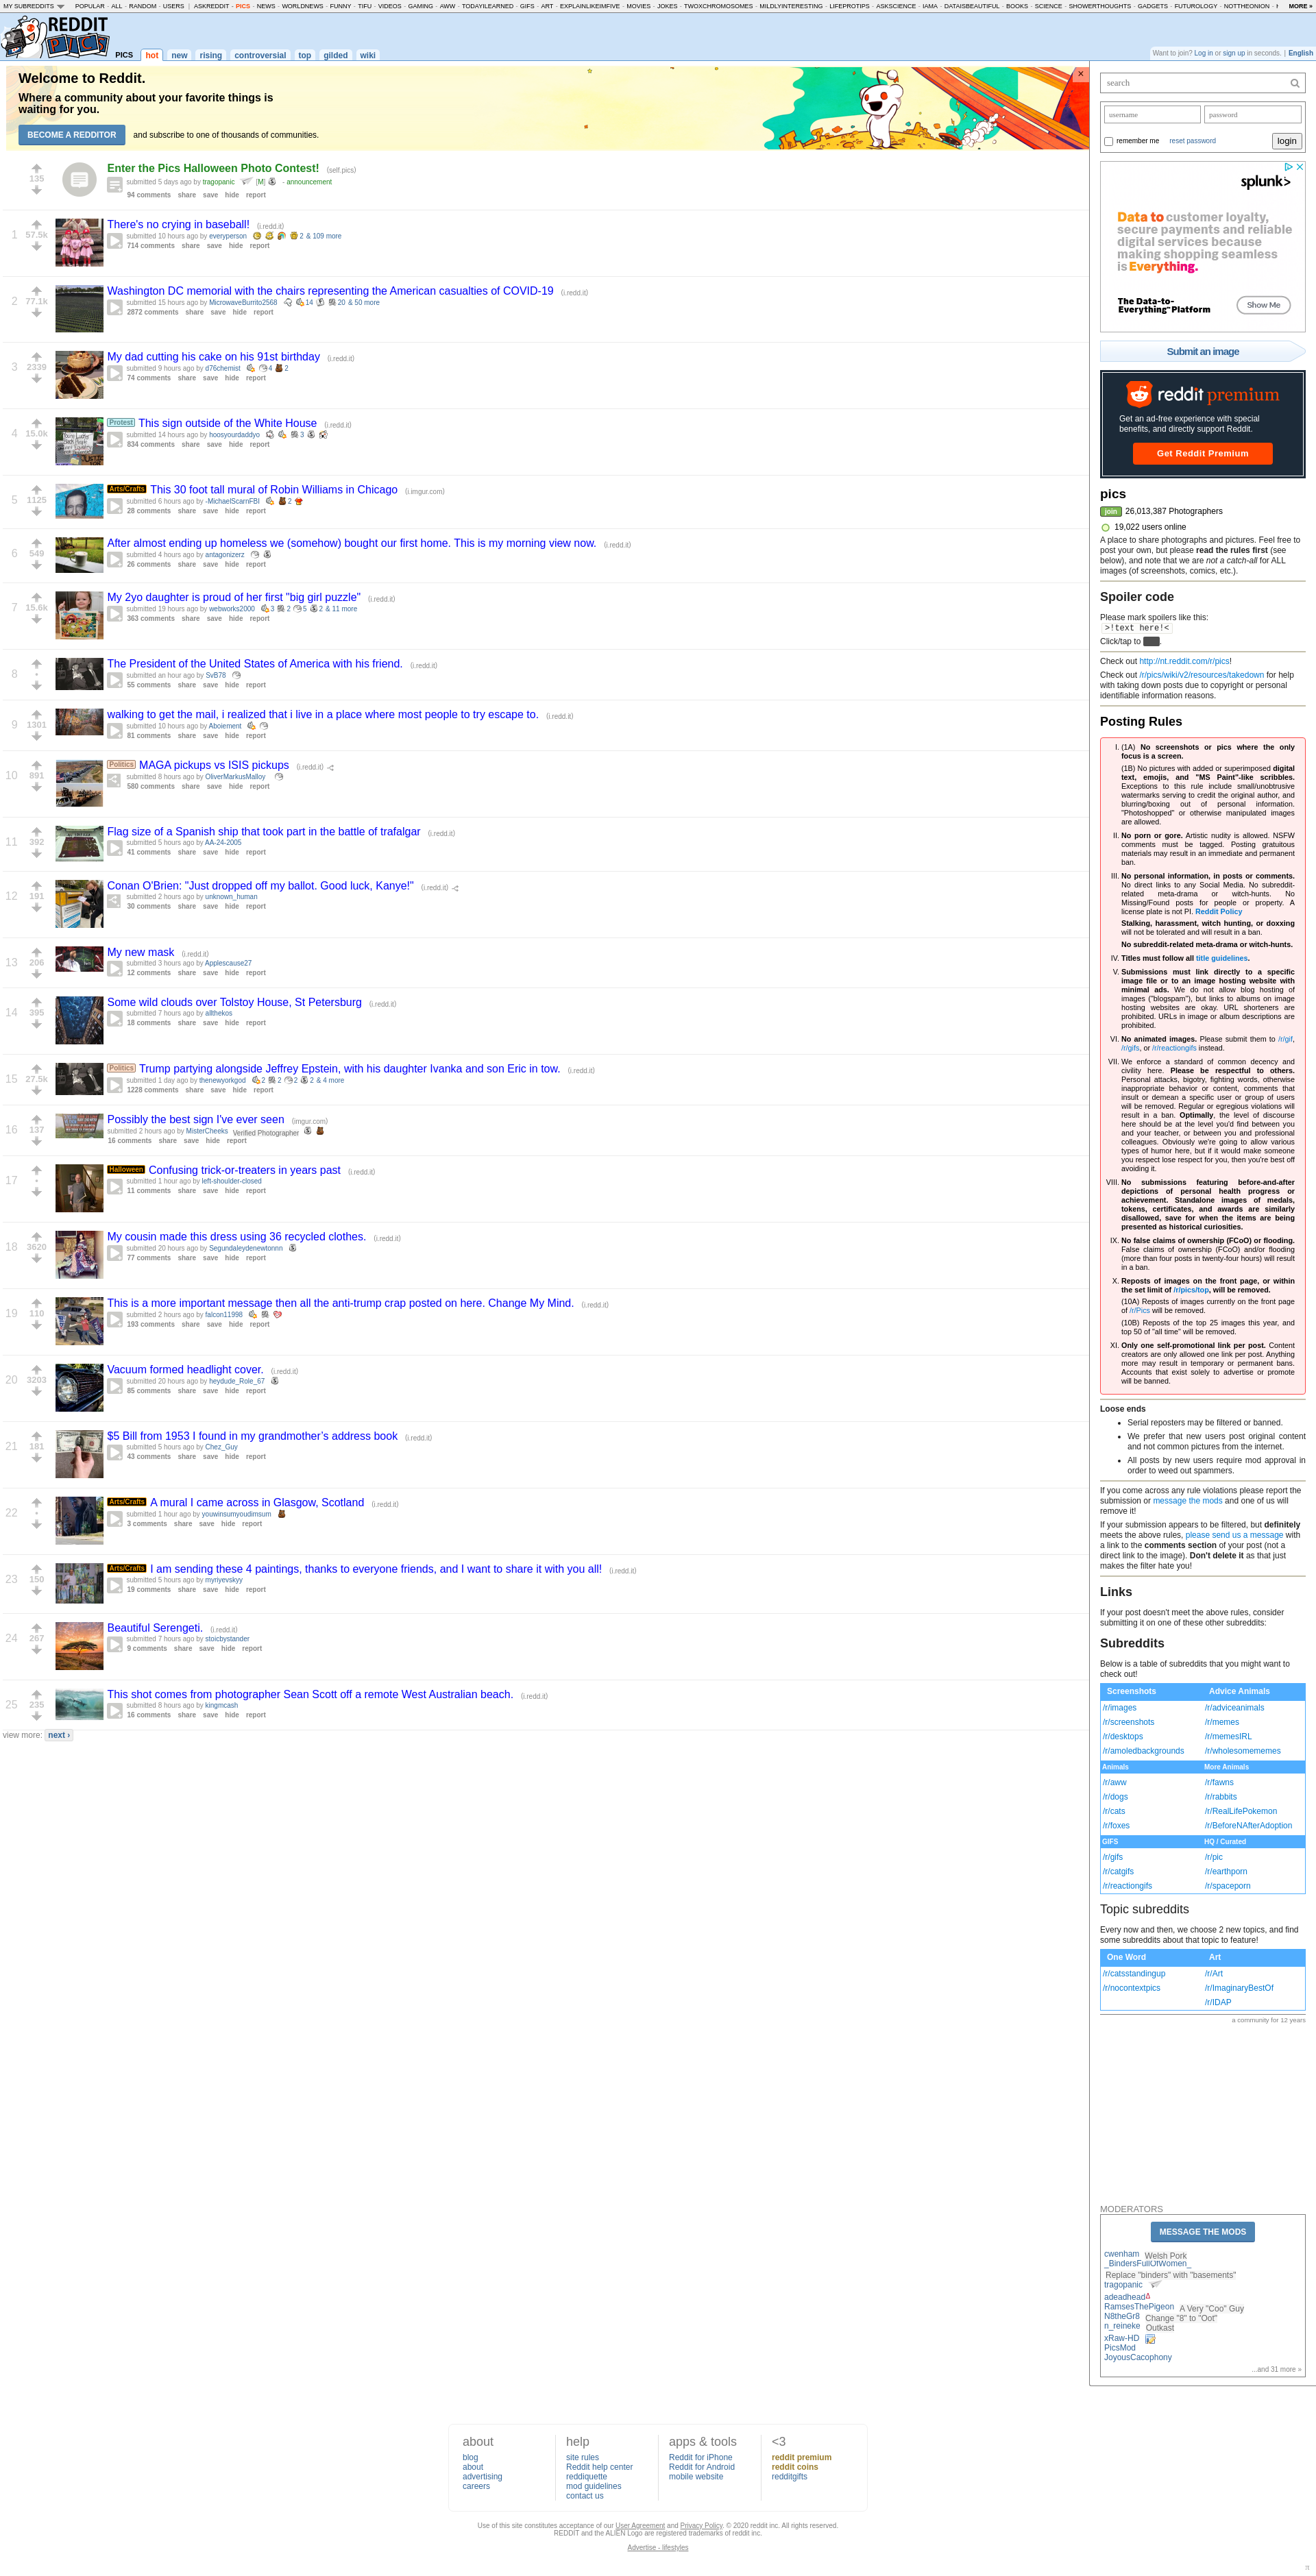 MY SUBREDDITS POPULAR - ALL - RANDOM - USERS | ASKREDDIT - PICS - NEWS - WORLDNEWS - FUNNY - TIFU - VIDEOS - GAMING - AWW - TODAYILEARNED - GIFS - ART - EXPLAINLIKEIMFIVE - MOVIES - JOKES - TWOXCHROMOSOMES - MILDLYINTERESTING - LIFEPROTIPS - ASKSCIENCE - IAMA - DATAISBEAUTIFUL - BOOKS - SCIENCE - SHOWERTHOUGHTS - GADGETS - FUTUROLOGY - NOTTHEONION - MORE »
REDDIT PICS
PICS hot new rising controversial top gilded wiki
Want to join? Log in or sign up in seconds. | English
Welcome to Reddit.
Where a community about your favorite things is
waiting for you.
BECOME A REDDITOR and subscribe to one of thousands of communities.
135
Enter the Pics Halloween Photo Contest! (self.pics)
submitted 5 days ago by tragopanic [M] - announcement
94 comments share save hide report
1 57.5k
There's no crying in baseball! (i.redd.it)
submitted 10 hours ago by everyperson 2 & 109 more
714 comments share save hide report
2 77.1k
Washington DC memorial with the chairs representing the American casualties of COVID-19 (i.redd.it)
submitted 15 hours ago by MicrowaveBurrito2568 14 20 & 50 more
2872 comments share save hide report
3 2339
My dad cutting his cake on his 91st birthday (i.redd.it)
submitted 9 hours ago by d76chemist 4 2
74 comments share save hide report
4 15.0k
Protest This sign outside of the White House (i.redd.it)
submitted 14 hours ago by hoosyourdaddyo 3
834 comments share save hide report
5 1125
Arts/Crafts This 30 foot tall mural of Robin Williams in Chicago (i.imgur.com)
submitted 6 hours ago by -MichaelScarnFBI 2
28 comments share save hide report
6 549
After almost ending up homeless we (somehow) bought our first home. This is my morning view now. (i.redd.it)
submitted 4 hours ago by antagonizerz
26 comments share save hide report
7 15.6k
My 2yo daughter is proud of her first "big girl puzzle" (i.redd.it)
submitted 19 hours ago by webworks2000 3 2 5 2 & 11 more
363 comments share save hide report
8 •
The President of the United States of America with his friend. (i.redd.it)
submitted an hour ago by SvB78
55 comments share save hide report
9 1301
walking to get the mail, i realized that i live in a place where most people to try escape to. (i.redd.it)
submitted 10 hours ago by Aboiement
81 comments share save hide report
10 891
Politics MAGA pickups vs ISIS pickups (i.redd.it)
submitted 8 hours ago by OliverMarkusMalloy
580 comments share save hide report
11 392
Flag size of a Spanish ship that took part in the battle of trafalgar (i.redd.it)
submitted 5 hours ago by AA-24-2005
41 comments share save hide report
12 191
Conan O'Brien: "Just dropped off my ballot. Good luck, Kanye!" (i.redd.it)
submitted 2 hours ago by unknown_human
30 comments share save hide report
13 206
My new mask (i.redd.it)
submitted 3 hours ago by Applescause27
12 comments share save hide report
14 395
Some wild clouds over Tolstoy House, St Petersburg (i.redd.it)
submitted 7 hours ago by allthekos
18 comments share save hide report
15 27.5k
Politics Trump partying alongside Jeffrey Epstein, with his daughter Ivanka and son Eric in tow. (i.redd.it)
submitted 1 day ago by thenewyorkgod 2 2 2 2 & 4 more
1228 comments share save hide report
16 137
Possibly the best sign I've ever seen (imgur.com)
submitted 2 hours ago by MisterCheeks Verified Photographer
16 comments share save hide report
17 •
Halloween Confusing trick-or-treaters in years past (i.redd.it)
submitted 1 hour ago by left-shoulder-closed
11 comments share save hide report
18 3620
My cousin made this dress using 36 recycled clothes. (i.redd.it)
submitted 20 hours ago by Segundaleydenewtonnn
77 comments share save hide report
19 110
This is a more important message then all the anti-trump crap posted on here. Change My Mind. (i.redd.it)
submitted 2 hours ago by falcon11998
193 comments share save hide report
20 3203
Vacuum formed headlight cover. (i.redd.it)
submitted 20 hours ago by heydude_Role_67
85 comments share save hide report
21 181
$5 Bill from 1953 I found in my grandmother's address book (i.redd.it)
submitted 5 hours ago by Chez_Guy
43 comments share save hide report
22 •
Arts/Crafts A mural I came across in Glasgow, Scotland (i.redd.it)
submitted 1 hour ago by youwinsumyoudimsum
3 comments share save hide report
23 150
Arts/Crafts I am sending these 4 paintings, thanks to everyone friends, and I want to share it with you all! (i.redd.it)
submitted 5 hours ago by myriyevskyy
19 comments share save hide report
24 267
Beautiful Serengeti. (i.redd.it)
submitted 7 hours ago by stoicbystander
9 comments share save hide report
25 235
This shot comes from photographer Sean Scott off a remote West Australian beach. (i.redd.it)
submitted 8 hours ago by kingmcash
16 comments share save hide report
view more: next ›
search
username password
remember me reset password login
splunk>
Data to customer loyalty,
secure payments and reliable
digital services because
making shopping seamless
is Everything.
The Data-to-
Everything™ Platform
Show Me
Submit an image
reddit premium
Get an ad-free experience with special
benefits, and directly support Reddit.
Get Reddit Premium
pics
join 26,013,387 Photographers
19,022 users online
A place to share photographs and pictures. Feel free to
post your own, but please read the rules first (see
below), and note that we are not a catch-all for ALL
images (of screenshots, comics, etc.).
Spoiler code
Please mark spoilers like this:
>!text here!<
Click/tap to .
Check out http://nt.reddit.com/r/pics!
Check out /r/pics/wiki/v2/resources/takedown for help
with taking down posts due to copyright or personal
identifiable information reasons.
Posting Rules
I. (1A) No screenshots or pics where the only
focus is a screen.
(1B) No pictures with added or superimposed digital
text, emojis, and "MS Paint"-like scribbles.
Exceptions to this rule include small/unobtrusive
watermarks serving to credit the original author, and
blurring/boxing out of personal information.
"Photoshopped" or otherwise manipulated images
are allowed.
II. No porn or gore. Artistic nudity is allowed. NSFW
comments must be tagged. Posting gratuitous
materials may result in an immediate and permanent
ban.
III. No personal information, in posts or comments.
No direct links to any Social Media. No subreddit-
related meta-drama or witch-hunts. No
Missing/Found posts for people or property. A
license plate is not PI. Reddit Policy
Stalking, harassment, witch hunting, or doxxing
will not be tolerated and will result in a ban.
No subreddit-related meta-drama or witch-hunts.
IV. Titles must follow all title guidelines.
V. Submissions must link directly to a specific
image file or to an image hosting website with
minimal ads. We do not allow blog hosting of
images ("blogspam"), but links to albums on image
hosting websites are okay. URL shorteners are
prohibited. URLs in image or album descriptions are
prohibited.
VI. No animated images. Please submit them to /r/gif,
/r/gifs, or /r/reactiongifs instead.
VII. We enforce a standard of common decency and
civility here. Please be respectful to others.
Personal attacks, bigotry, fighting words, otherwise
inappropriate behavior or content, comments that
insult or demean a specific user or group of users
will be removed. Regular or egregious violations will
result in a ban. Optimally, the level of discourse
here should be at the level you'd find between you
and your teacher, or between you and professional
colleagues. Obviously we're going to allow various
types of humor here, but if it would make someone
you respect lose respect for you, then you're best off
avoiding it.
VIII. No submissions featuring before-and-after
depictions of personal health progress or
achievement. Standalone images of medals,
tokens, certificates, and awards are similarly
disallowed, save for when the items are being
presented as historical curiosities.
IX. No false claims of ownership (FCoO) or flooding.
False claims of ownership (FCoO) and/or flooding
(more than four posts in twenty-four hours) will result
in a ban.
X. Reposts of images on the front page, or within
the set limit of /r/pics/top, will be removed.
(10A) Reposts of images currently on the front page
of /r/Pics will be removed.
(10B) Reposts of the top 25 images this year, and
top 50 of "all time" will be removed.
XI. Only one self-promotional link per post. Content
creators are only allowed one link per post. Anything
more may result in temporary or permanent bans.
Accounts that exist solely to advertise or promote
will be banned.
Loose ends
• Serial reposters may be filtered or banned.
• We prefer that new users post original content
and not common pictures from the internet.
• All posts by new users require mod approval in
order to weed out spammers.
If you come across any rule violations please report the
submission or message the mods and one of us will
remove it!
If your submission appears to be filtered, but definitely
meets the above rules, please send us a message with
a link to the comments section of your post (not a
direct link to the image). Don't delete it as that just
makes the filter hate you!
Links
If your post doesn't meet the above rules, consider
submitting it on one of these other subreddits:
Subreddits
Below is a table of subreddits that you might want to
check out!
Screenshots Advice Animals
/r/images /r/adviceanimals
/r/screenshots /r/memes
/r/desktops /r/memesIRL
/r/amoledbackgrounds /r/wholesomememes
Animals More Animals
/r/aww /r/fawns
/r/dogs /r/rabbits
/r/cats /r/RealLifePokemon
/r/foxes /r/BeforeNAfterAdoption
GIFS HQ / Curated
/r/gifs /r/pic
/r/catgifs /r/earthporn
/r/reactiongifs /r/spaceporn
Topic subreddits
Every now and then, we choose 2 new topics, and find
some subreddits about that topic to feature!
One Word Art
/r/catsstandingup /r/Art
/r/nocontextpics /r/ImaginaryBestOf
/r/IDAP
a community for 12 years
MODERATORS
MESSAGE THE MODS
cwenham Welsh Pork
_BindersFullOfWomen_
Replace "binders" with "basements"
tragopanic
adeadhead
RamsesThePigeon A Very "Coo" Guy
N8theGr8 Change "8" to "Oot"
n_reineke Outkast
xRaw-HD
PicsMod
JoyousCacophony
...and 31 more »
about
blog
about
advertising
careers
help
site rules
Reddit help center
reddiquette
mod guidelines
contact us
apps & tools
Reddit for iPhone
Reddit for Android
mobile website
<3
reddit premium
reddit coins
redditgifts
Use of this site constitutes acceptance of our User Agreement and Privacy Policy. © 2020 reddit inc. All rights reserved.
REDDIT and the ALIEN Logo are registered trademarks of reddit inc.
Advertise - lifestyles
π